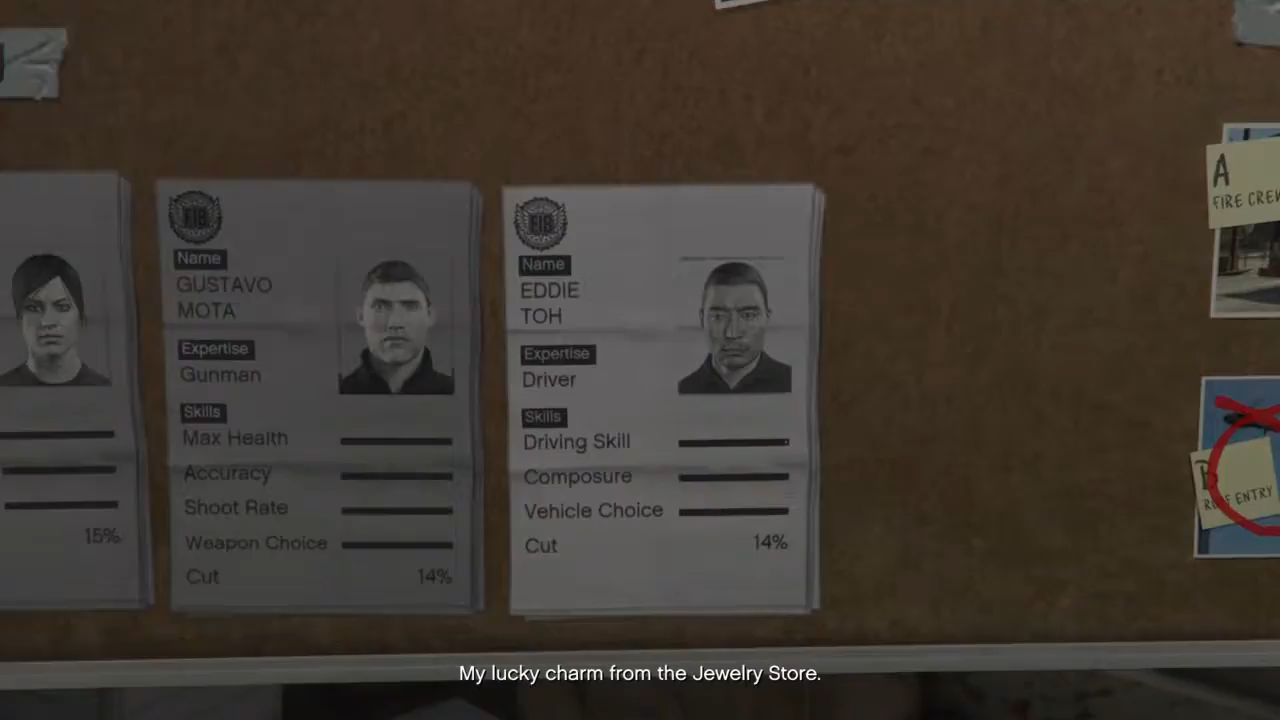 15%
FIB
Name
GUSTAVO
MOTA
Expertise
Gunman
Skills
Max Health
Accuracy
Shoot Rate
Weapon Choice
Cut 14%
FIB
Name
EDDIE
TOH
Expertise
Driver
Skills
Driving Skill
Composure
Vehicle Choice
Cut 14%
A
FIRE CREW
B
ENTRY
My lucky charm from the Jewelry Store.